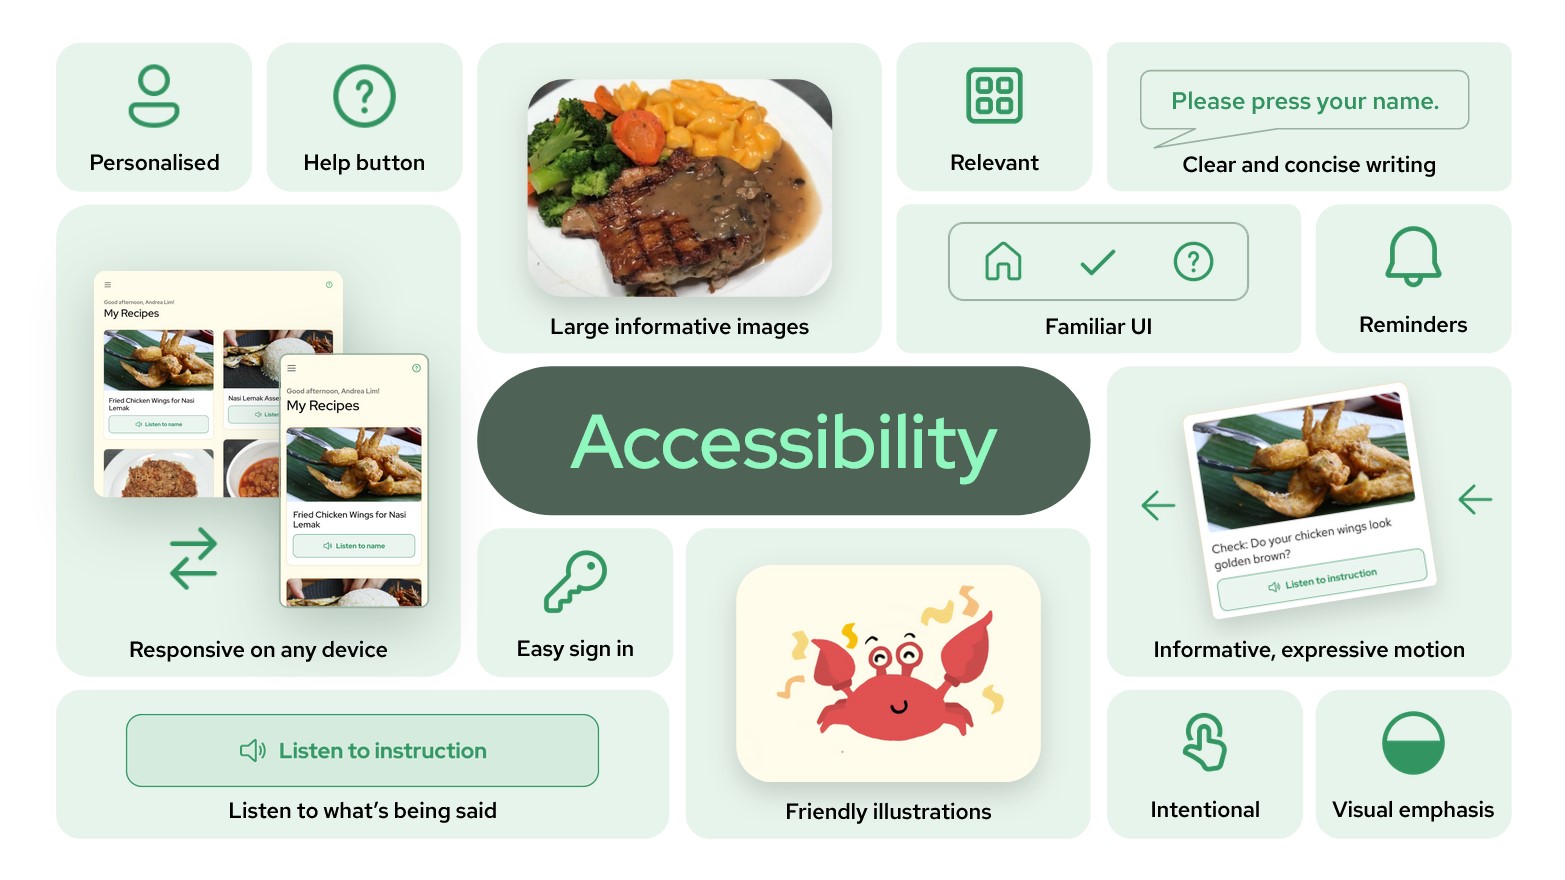 Personalised
Help button
Large informative images
Relevant
Please press your name.
Clear and concise writing
Familiar UI
Reminders
Good afternoon, Andrea Lim!
My Recipes
Fried Chicken Wings for Nasi
Lemak
Listen to name
Nasi Lemak Asse
Listen
Good afternoon, Andrea Lim!
My Recipes
Fried Chicken Wings for Nasi
Lemak
Listen to name
Responsive on any device
Accessibility
Easy sign in
Check: Do your chicken wings look
golden brown?
Listen to instruction
Informative, expressive motion
Listen to instruction
Listen to what’s being said
Friendly illustrations
Intentional
Visual emphasis